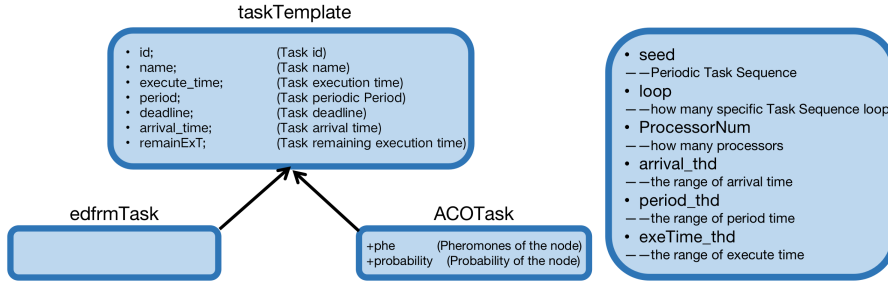 taskTemplate
• id; (Task id)
• name; (Task name)
• execute_time; (Task execution time)
• period; (Task periodic Period)
• deadline; (Task deadline)
• arrival_time; (Task arrival time)
• remainExT; (Task remaining execution time)
edfrmTask
ACOTask
+phe (Pheromones of the node)
+probability (Probability of the node)
• seed
——Periodic Task Sequence
• loop
——how many specific Task Sequence loop
• ProcessorNum
——how many processors
• arrival_thd
——the range of arrival time
• period_thd
——the range of period time
• exeTime_thd
——the range of execute time